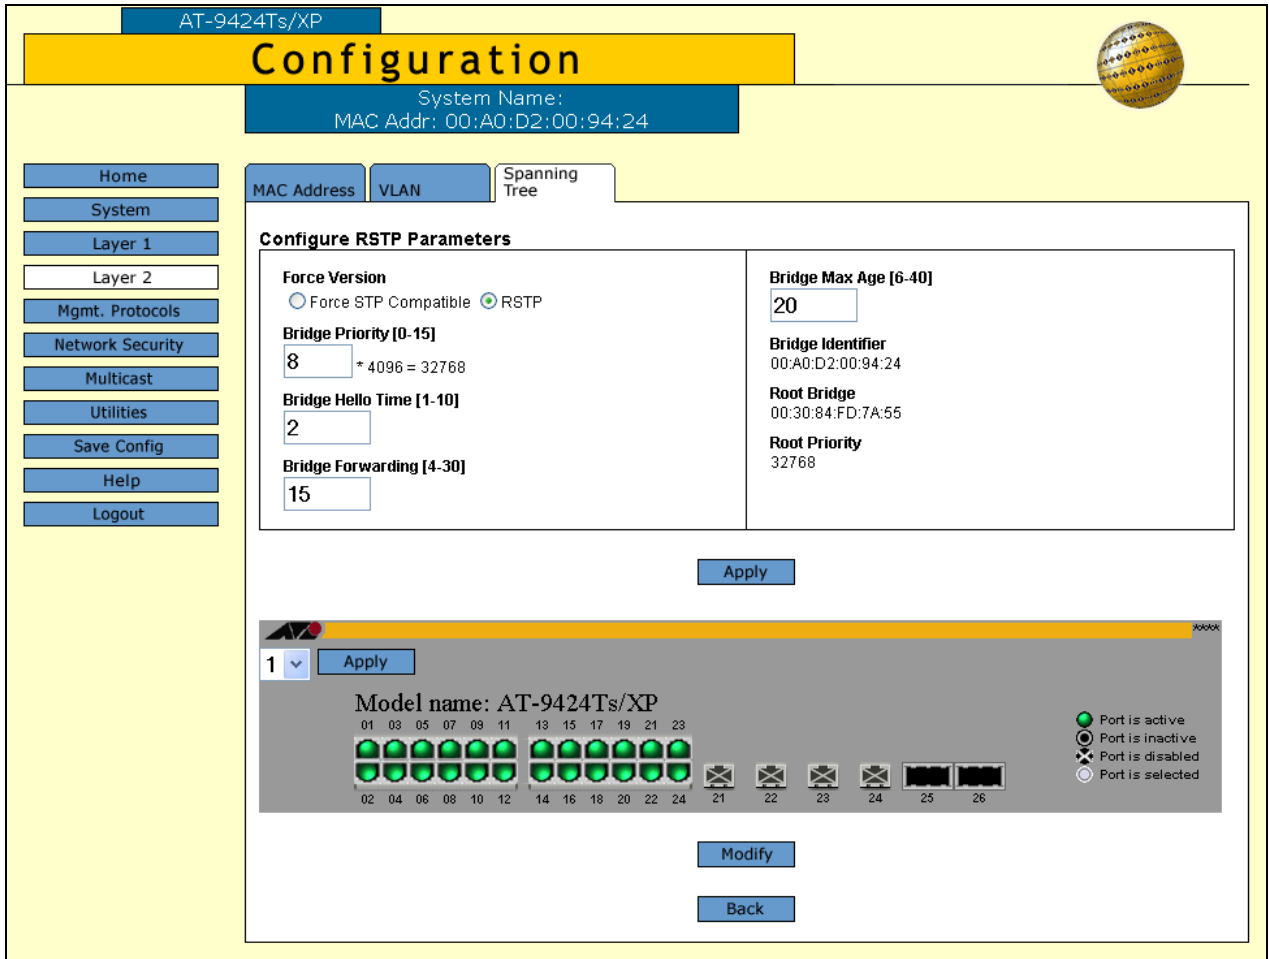 AT-9424Ts/XP
Configuration
System Name:
MAC Addr: 00:A0:D2:00:94:24
Home
System
Layer 1
Layer 2
Mgmt. Protocols
Network Security
Multicast
Utilities
Save Config
Help
Logout
MAC Address
VLAN
Spanning
Tree
Configure RSTP Parameters
Force Version
Force STP Compatible RSTP
Bridge Priority [0-15]
8 * 4096 = 32768
Bridge Hello Time [1-10]
2
Bridge Forwarding [4-30]
15
Bridge Max Age [6-40]
20
Bridge Identifier
00:A0:D2:00:94:24
Root Bridge
00:30:84:FD:7A:55
Root Priority
32768
Apply
****
1 Apply
Model name: AT-9424Ts/XP
01 03 05 07 09 11 13 15 17 19 21 23
02 04 06 08 10 12 14 16 18 20 22 24 21 22 23 24 25 26
Port is active
Port is inactive
Port is disabled
Port is selected
Modify
Back